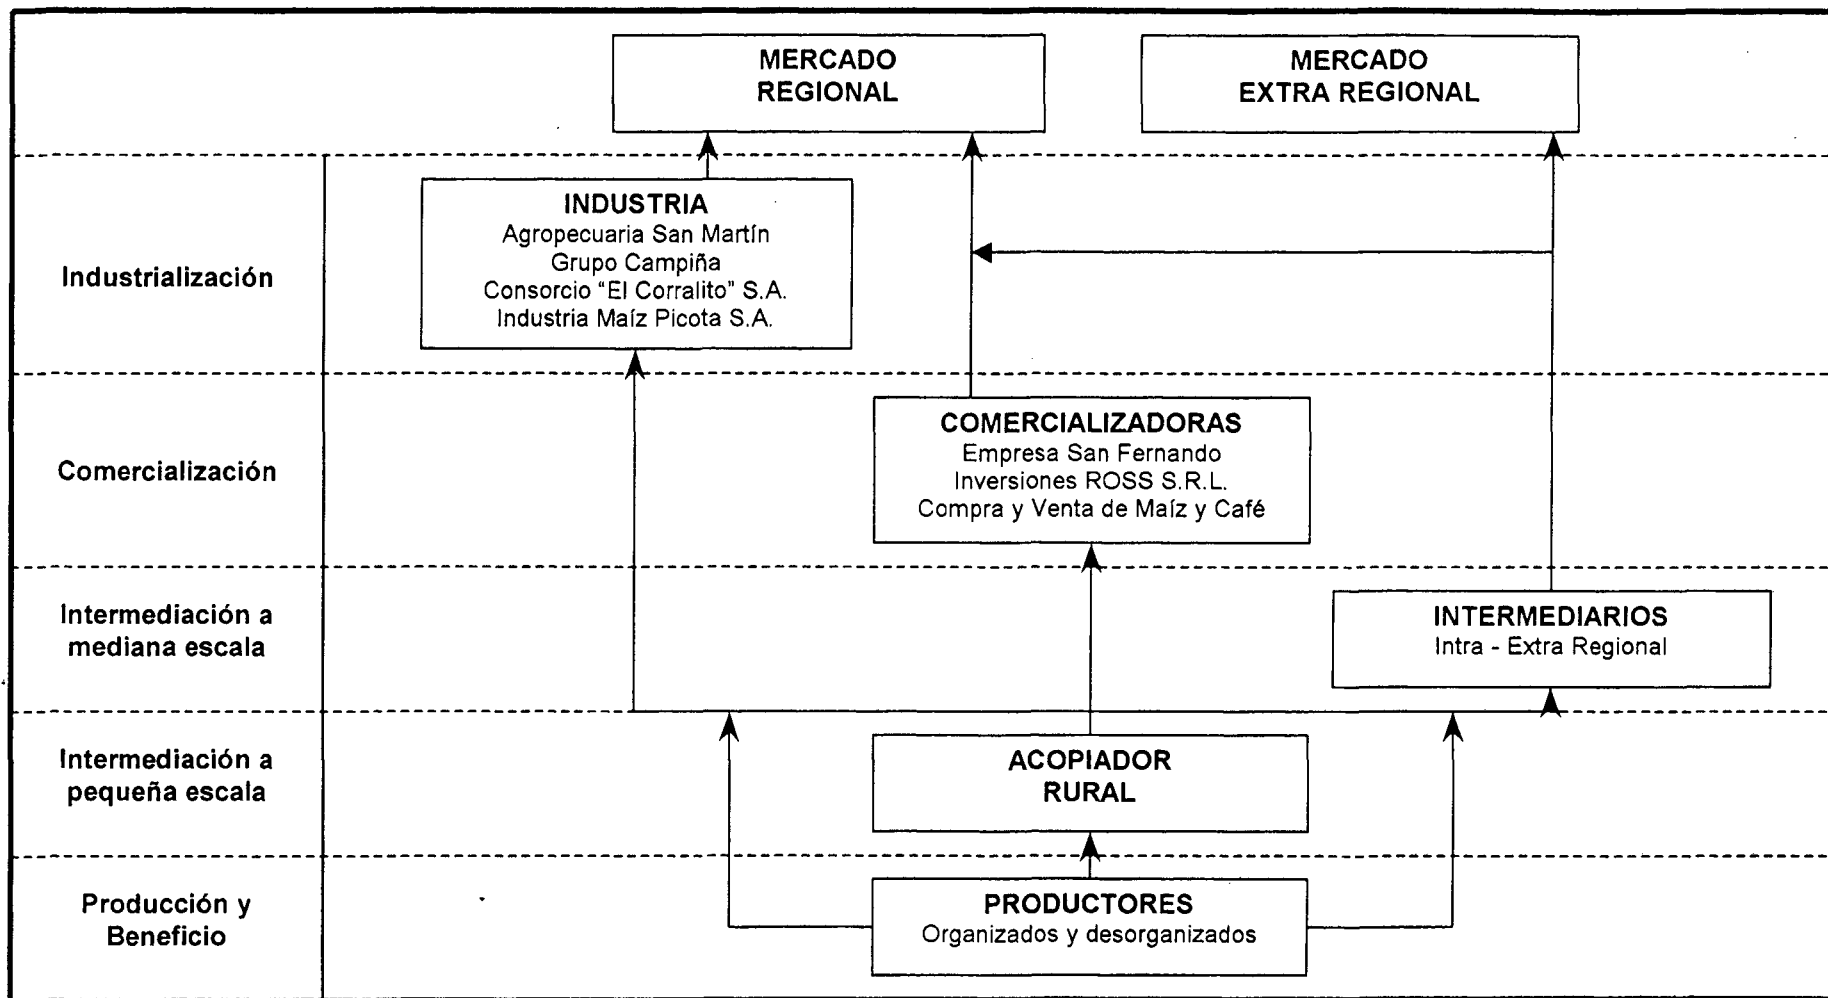 MERCADO
REGIONAL
MERCADO
EXTRA REGIONAL
Industrialización
INDUSTRIA
Agropecuaria San Martín
Grupo Campiña
Consorcio "El Corralito" S.A.
Industria Maíz Picota S.A.
Comercialización
COMERCIALIZADORAS
Empresa San Fernando
Inversiones ROSS S.R.L.
Compra y Venta de Maíz y Café
Intermediación a
mediana escala
INTERMEDIARIOS
Intra - Extra Regional
Intermediación a
pequeña escala
ACOPIADOR
RURAL
Producción y
Beneficio
PRODUCTORES
Organizados y desorganizados